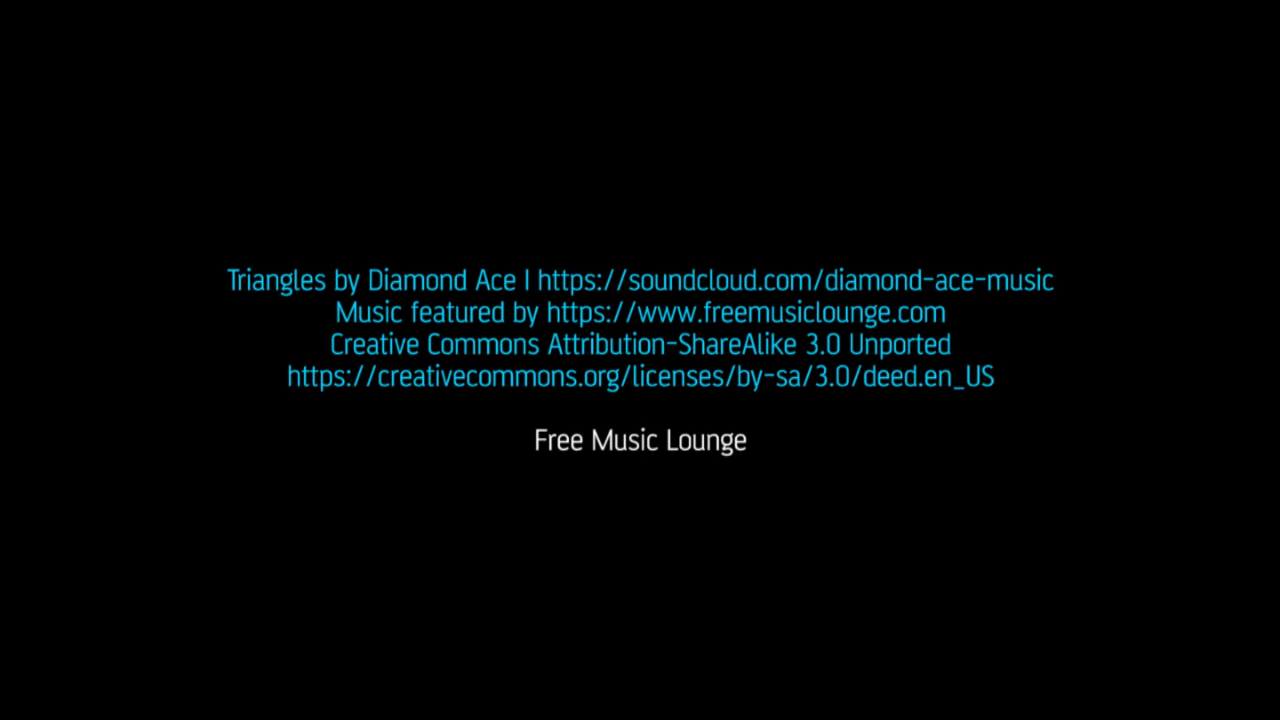 Triangles by Diamond Ace | https://soundcloud.com/diamond-ace-music
Music featured by https://www.freemusiclounge.com
Creative Commons Attribution-ShareAlike 3.0 Unported
https://creativecommons.org/licenses/by-sa/3.0/deed.en_US
Free Music Lounge